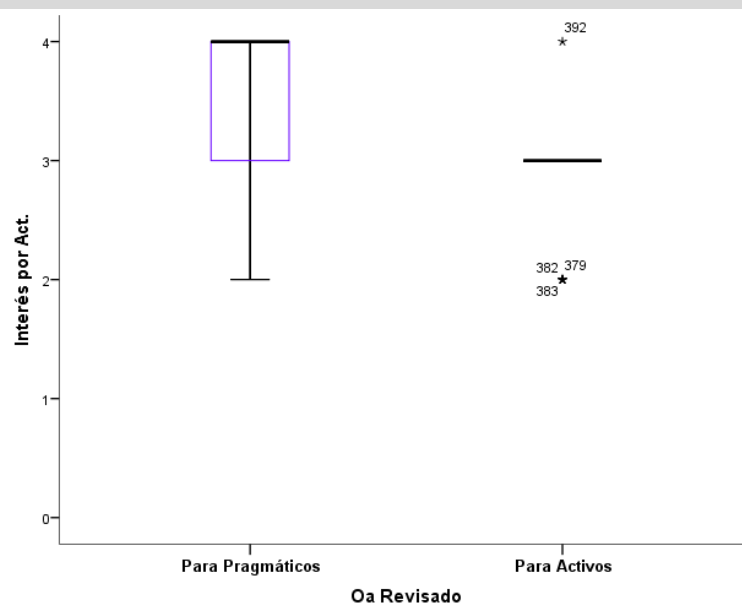 392
4
3
382 379
2
383
1
0
Interés por Act.
Para Pragmáticos
Para Activos
Oa Revisado